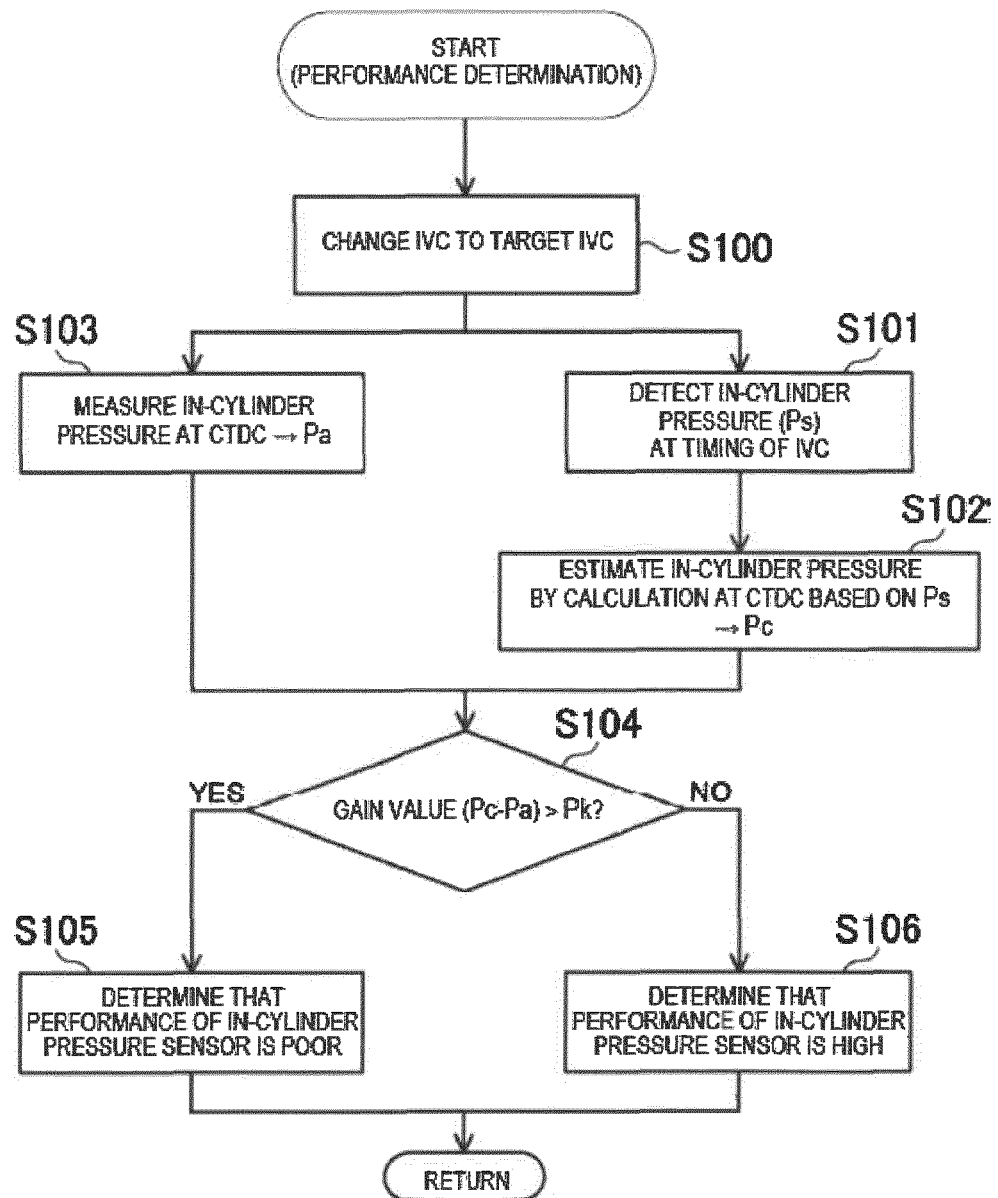 START
(PERFORMANCE DETERMINATION)
CHANGE IVC TO TARGET IVC
S100
S103
MEASURE IN-CYLINDER
PRESSURE AT CTDC → Pa
S101
DETECT IN-CYLINDER
PRESSURE (Ps)
AT TIMING OF IVC
S102
ESTIMATE IN-CYLINDER PRESSURE
BY CALCULATION AT CTDC BASED ON Ps
→ Pc
S104
GAIN VALUE (Pc-Pa) > Pk?
YES
NO
S105
DETERMINE THAT
PERFORMANCE OF IN-CYLINDER
PRESSURE SENSOR IS POOR
S106
DETERMINE THAT
PERFORMANCE OF IN-CYLINDER
PRESSURE SENSOR IS HIGH
RETURN